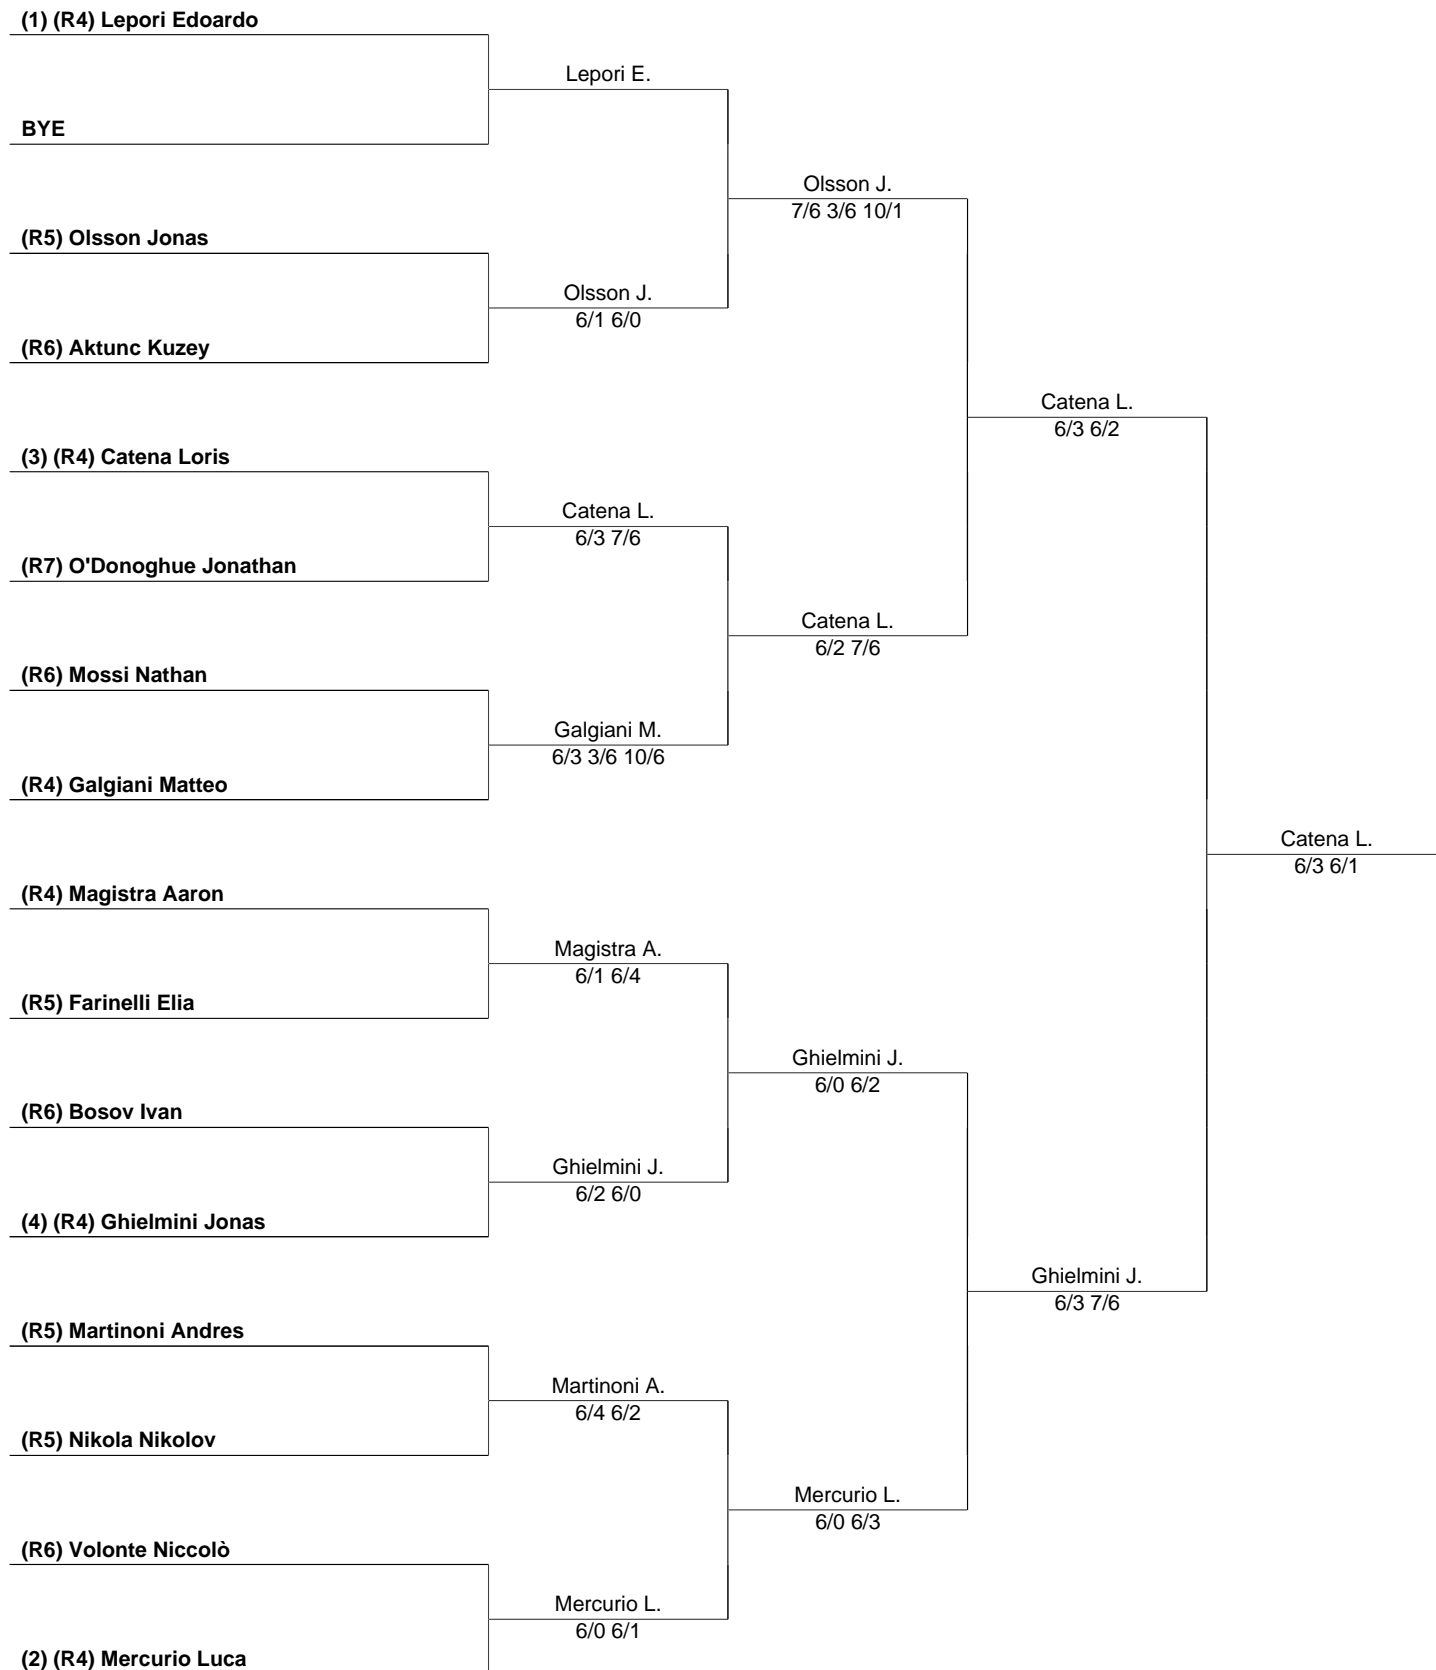 (1) (R4) Lepori Edoardo
Lepori E.
BYE
Olsson J.
7/6 3/6 10/1
(R5) Olsson Jonas
Olsson J.
6/1 6/0
(R6) Aktunc Kuzey
Catena L.
6/3 6/2
(3) (R4) Catena Loris
Catena L.
6/3 7/6
(R7) O'Donoghue Jonathan
Catena L.
6/2 7/6
(R6) Mossi Nathan
Galgiani M.
6/3 3/6 10/6
(R4) Galgiani Matteo
Catena L.
6/3 6/1
(R4) Magistra Aaron
Magistra A.
6/1 6/4
(R5) Farinelli Elia
Ghielmini J.
6/0 6/2
(R6) Bosov Ivan
Ghielmini J.
6/2 6/0
(4) (R4) Ghielmini Jonas
Ghielmini J.
6/3 7/6
(R5) Martinoni Andres
Martinoni A.
6/4 6/2
(R5) Nikola Nikolov
Mercurio L.
6/0 6/3
(R6) Volonte Niccolò
Mercurio L.
6/0 6/1
(2) (R4) Mercurio Luca